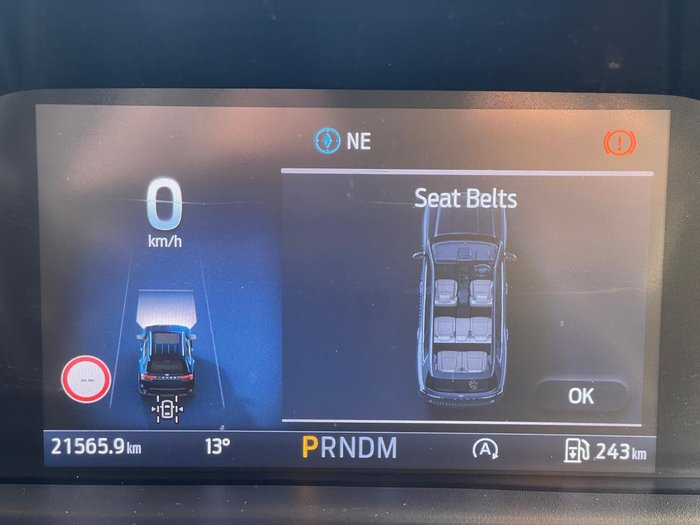 NE
Seat Belts
0
km/h
--
OK
21565.9 km
13°
PRNDM
A
243 km